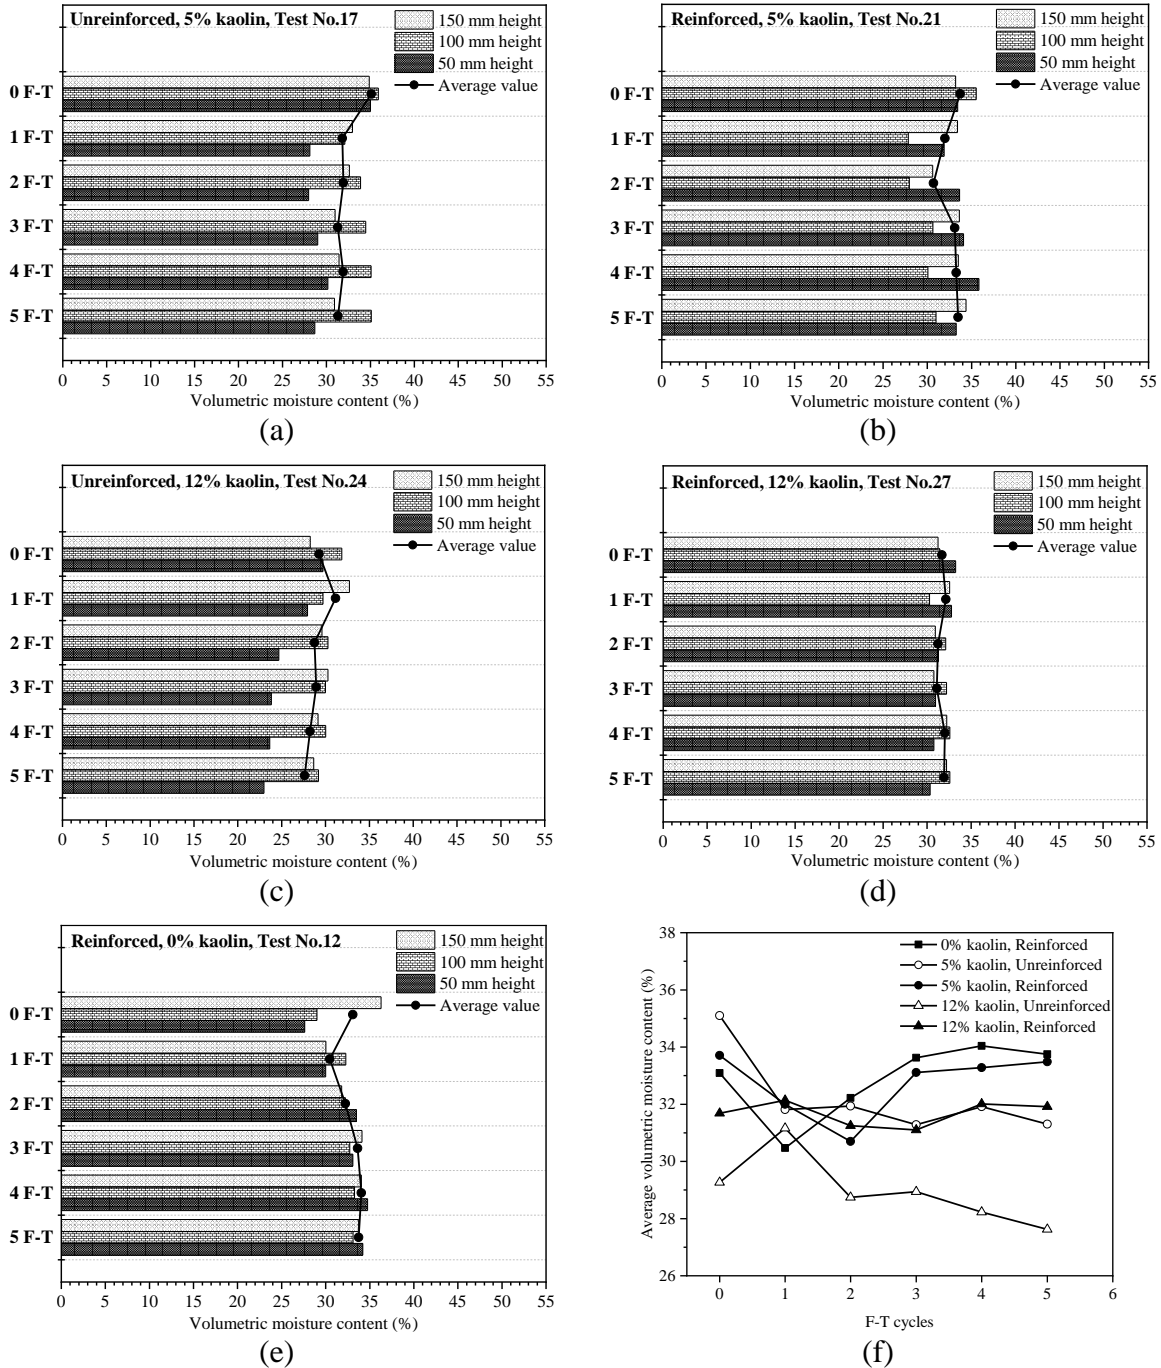 Unreinforced, 5% kaolin, Test No.17
150 mm height
100 mm height
50 mm height
Average value
0 F-T
1 F-T
2 F-T
3 F-T
4 F-T
5 F-T
0 5 10 15 20 25 30 35 40 45 50 55
Volumetric moisture content (%)
(a)
Reinforced, 5% kaolin, Test No.21
150 mm height
100 mm height
50 mm height
Average value
0 F-T
1 F-T
2 F-T
3 F-T
4 F-T
5 F-T
0 5 10 15 20 25 30 35 40 45 50 55
Volumetric moisture content (%)
(b)
Unreinforced, 12% kaolin, Test No.24
150 mm height
100 mm height
50 mm height
Average value
0 F-T
1 F-T
2 F-T
3 F-T
4 F-T
5 F-T
0 5 10 15 20 25 30 35 40 45 50 55
Volumetric moisture content (%)
(c)
Reinforced, 12% kaolin, Test No.27
150 mm height
100 mm height
50 mm height
Average value
0 F-T
1 F-T
2 F-T
3 F-T
4 F-T
5 F-T
0 5 10 15 20 25 30 35 40 45 50 55
Volumetric moisture content (%)
(d)
Reinforced, 0% kaolin, Test No.12
150 mm height
100 mm height
50 mm height
Average value
0 F-T
1 F-T
2 F-T
3 F-T
4 F-T
5 F-T
0 5 10 15 20 25 30 35 40 45 50 55
Volumetric moisture content (%)
(e)
38
36
34
32
30
28
26
Average volumetric moisture content (%)
0% kaolin, Reinforced
5% kaolin, Unreinforced
5% kaolin, Reinforced
12% kaolin, Unreinforced
12% kaolin, Reinforced
0 1 2 3 4 5 6
F-T cycles
(f)